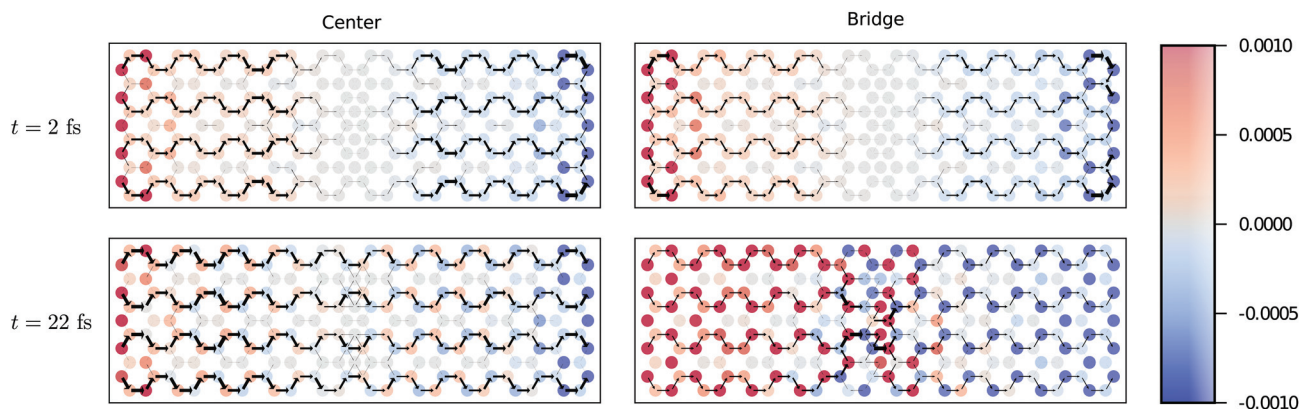 Center
Bridge
t = 2 fs
t = 22 fs
0.0010
0.0005
0.0000
-0.0005
-0.0010